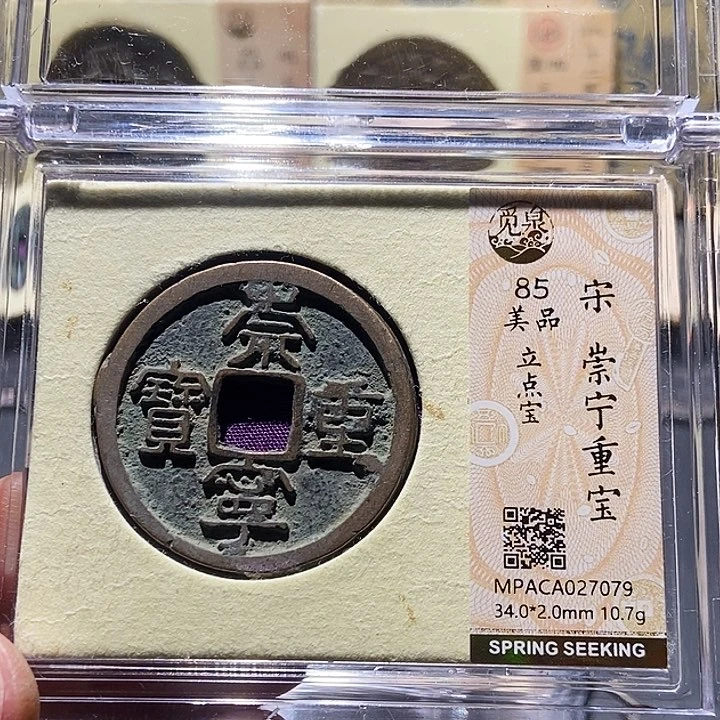 崇
寧
重
寶
觅泉
85
美品
立点宝
宋 崇宁重宝
MPACA027079
34.0*2.0mm 10.7g
SPRING SEEKING